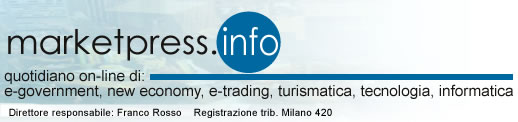 marketpress.info
quotidiano on-line di:
e-government, new economy, e-trading, turismatica, tecnologia, informatica
Direttore responsabile: Franco Rosso Registrazione trib. Milano 420